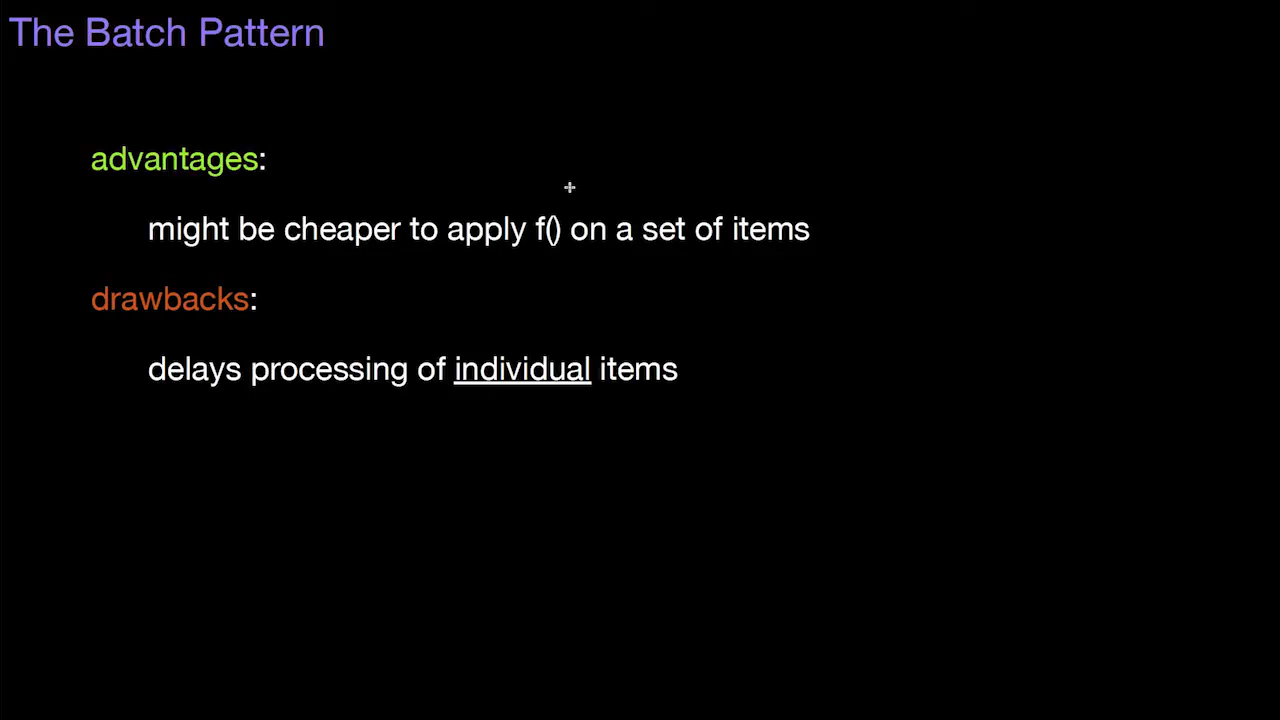 The Batch Pattern
advantages:
might be cheaper to apply f() on a set of items
drawbacks:
delays processing of individual items